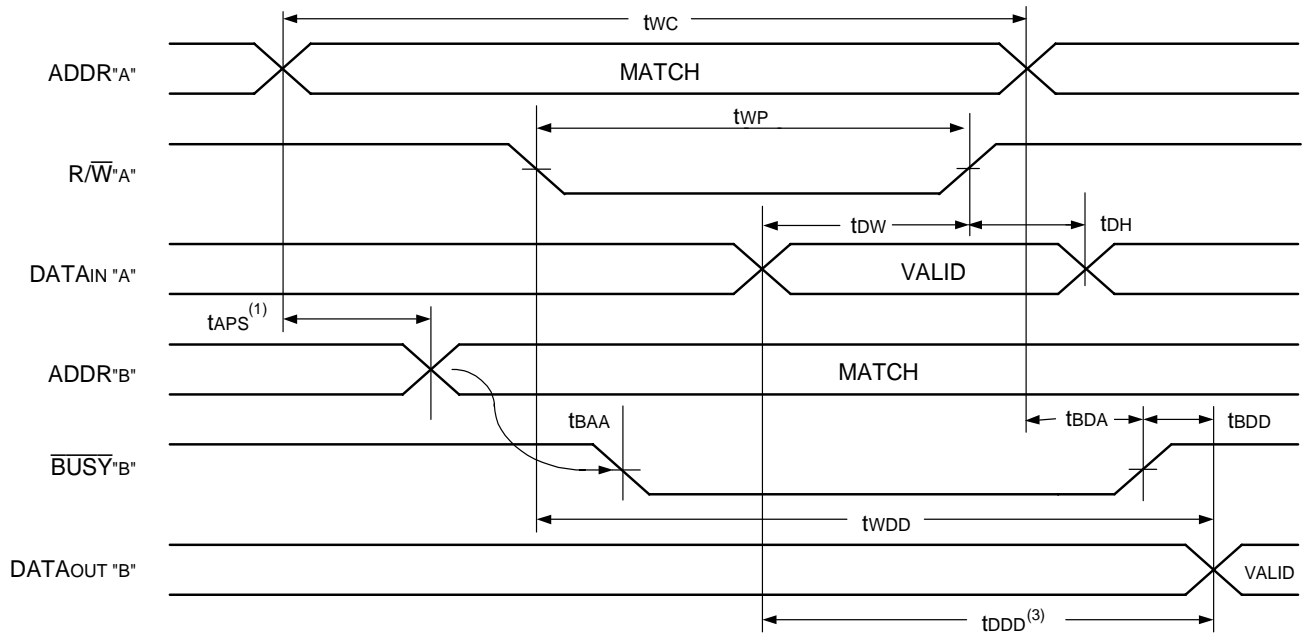 tWC
ADDR"A"
MATCH
tWP
R/W̅"A"
tDW
tDH
DATAIN "A"
VALID
tAPS(1)
ADDR"B"
MATCH
tBAA
tBDA
tBDD
B̅U̅S̅Y̅"B"
tWDD
DATAOUT "B"
VALID
tDDD(3)